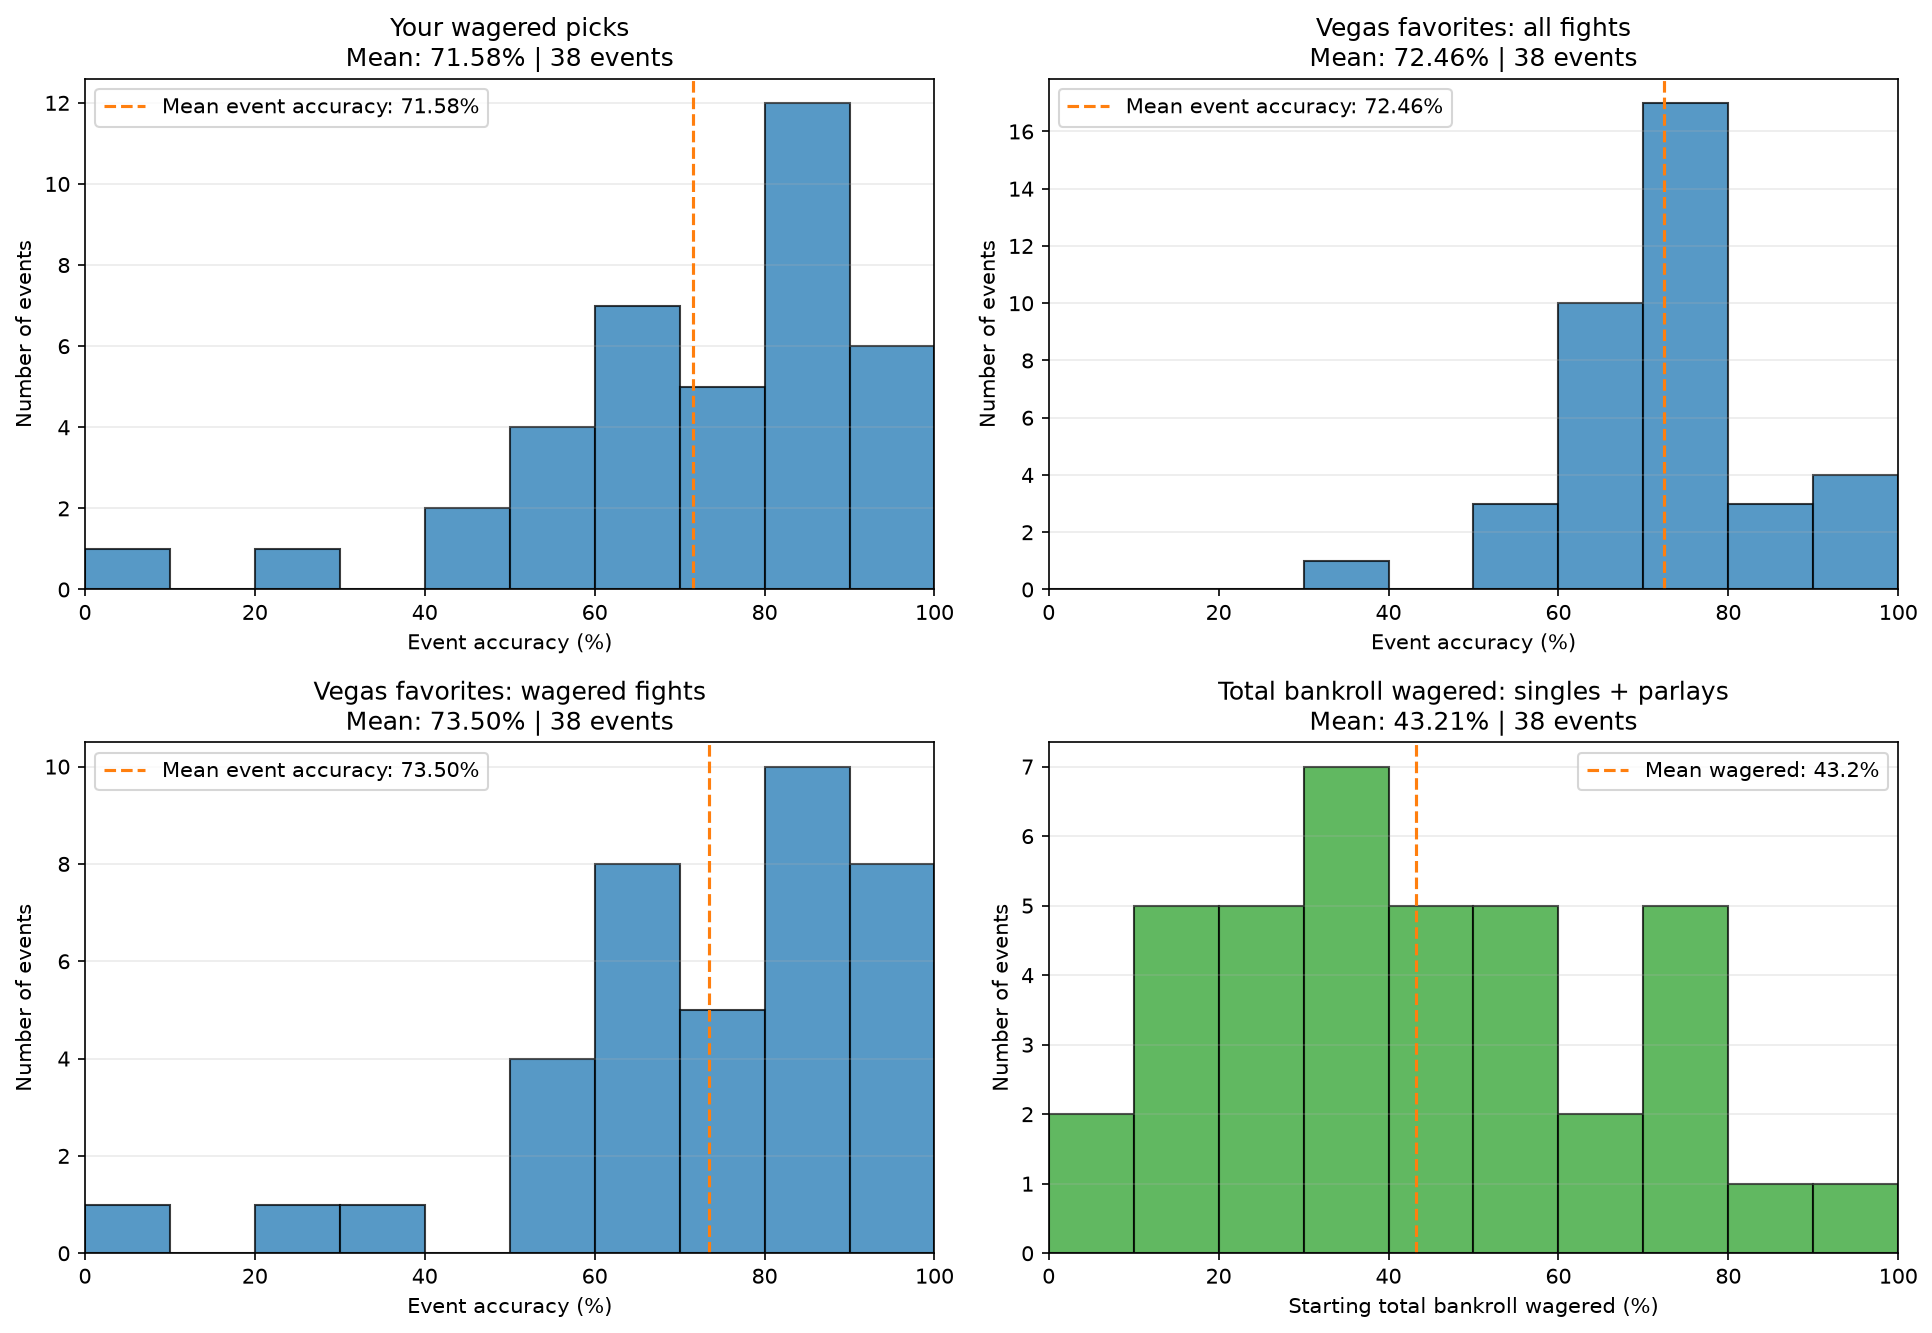 Your wagered picks
Mean: 71.58% | 38 events
Mean event accuracy: 71.58%
Number of events
12
10
8
6
4
2
0
0 20 40 60 80 100
Event accuracy (%)
Vegas favorites: all fights
Mean: 72.46% | 38 events
Mean event accuracy: 72.46%
Number of events
16
14
12
10
8
6
4
2
0
0 20 40 60 80 100
Event accuracy (%)
Vegas favorites: wagered fights
Mean: 73.50% | 38 events
Mean event accuracy: 73.50%
Number of events
10
8
6
4
2
0
0 20 40 60 80 100
Event accuracy (%)
Total bankroll wagered: singles + parlays
Mean: 43.21% | 38 events
Mean wagered: 43.2%
Number of events
7
6
5
4
3
2
1
0
0 20 40 60 80 100
Starting total bankroll wagered (%)